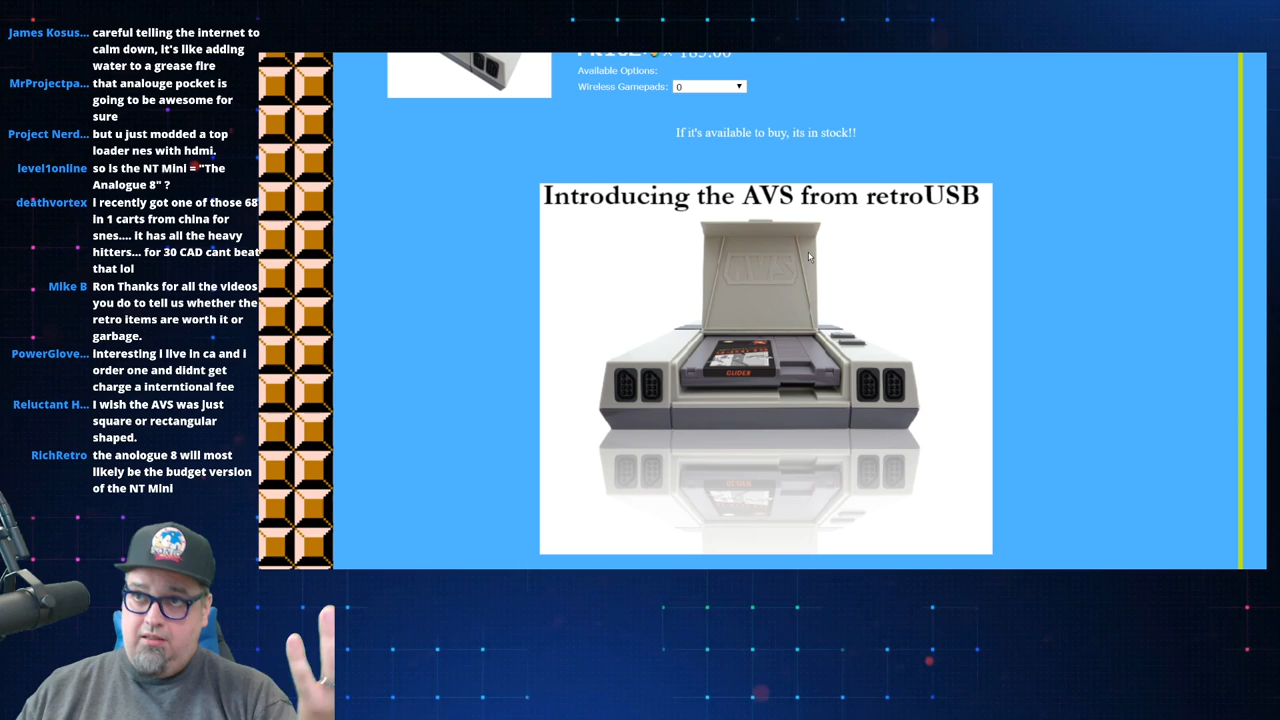 James Kosus... careful telling the internet to
calm down, it's like adding
water to a grease fire
MrProjectpa... that analouge pocket is
going to be awesome for
sure
Project Nerd... but u just modded a top
loader nes with hdmi.
level1online so is the NT Mini = "The
Analogue 8" ?
deathvortex I recently got one of those 68
in 1 carts from china for
snes.... it has all the heavy
hitters... for 30 CAD cant beat
that lol
Mike B Ron Thanks for all the videos
you do to tell us whether the
retro items are worth it or
garbage.
PowerGlove... Interesting I live in ca and i
order one and didnt get
charge a interntional fee
Reluctant H... I wish the AVS was just
square or rectangular
shaped.
RichRetro the anologue 8 will most
likely be the budget version
of the NT Mini
185.00
Available Options:
Wireless Gamepads: 0
If it's available to buy, its in stock!!
Introducing the AVS from retroUSB
AVS
GLIDER